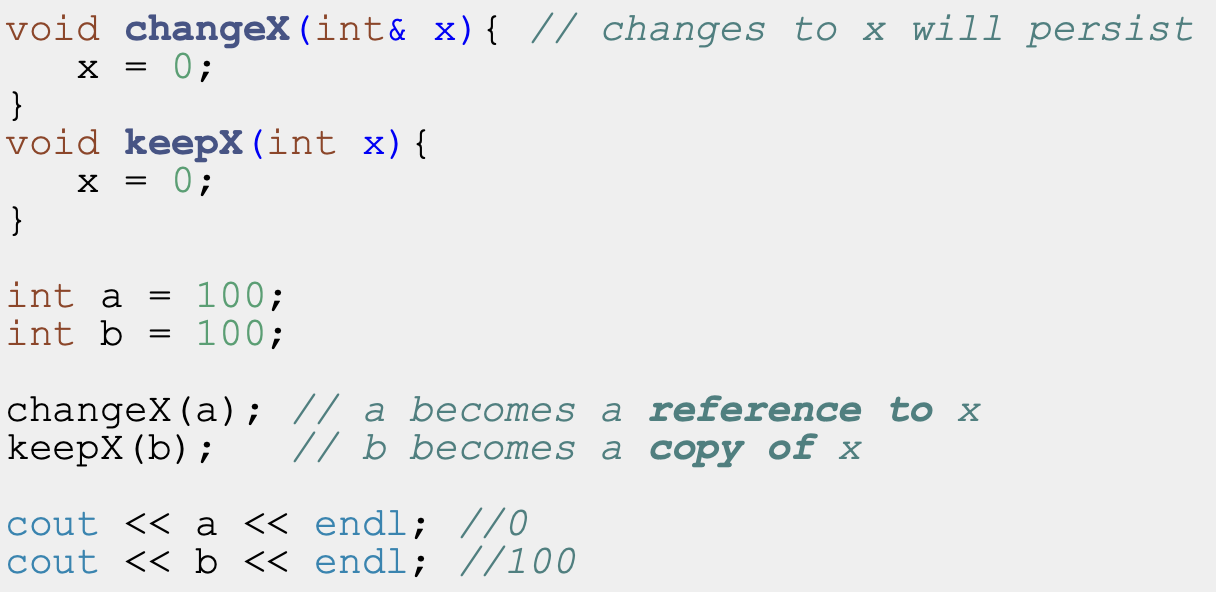 void changeX(int& x){ // changes to x will persist
   x = 0;
}
void keepX(int x){
   x = 0;
}

int a = 100;
int b = 100;

changeX(a); // a becomes a reference to x
keepX(b);   // b becomes a copy of x

cout << a << endl; //0
cout << b << endl; //100